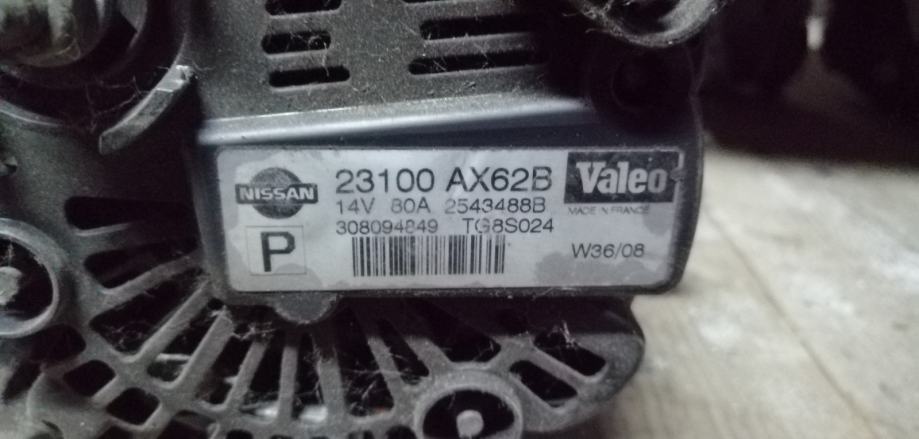 NISSAN
23100 AX62B
Valeo
14V 80A 2543488B
MADE IN FRANCE
308094849 TG8S024
P
W36/08